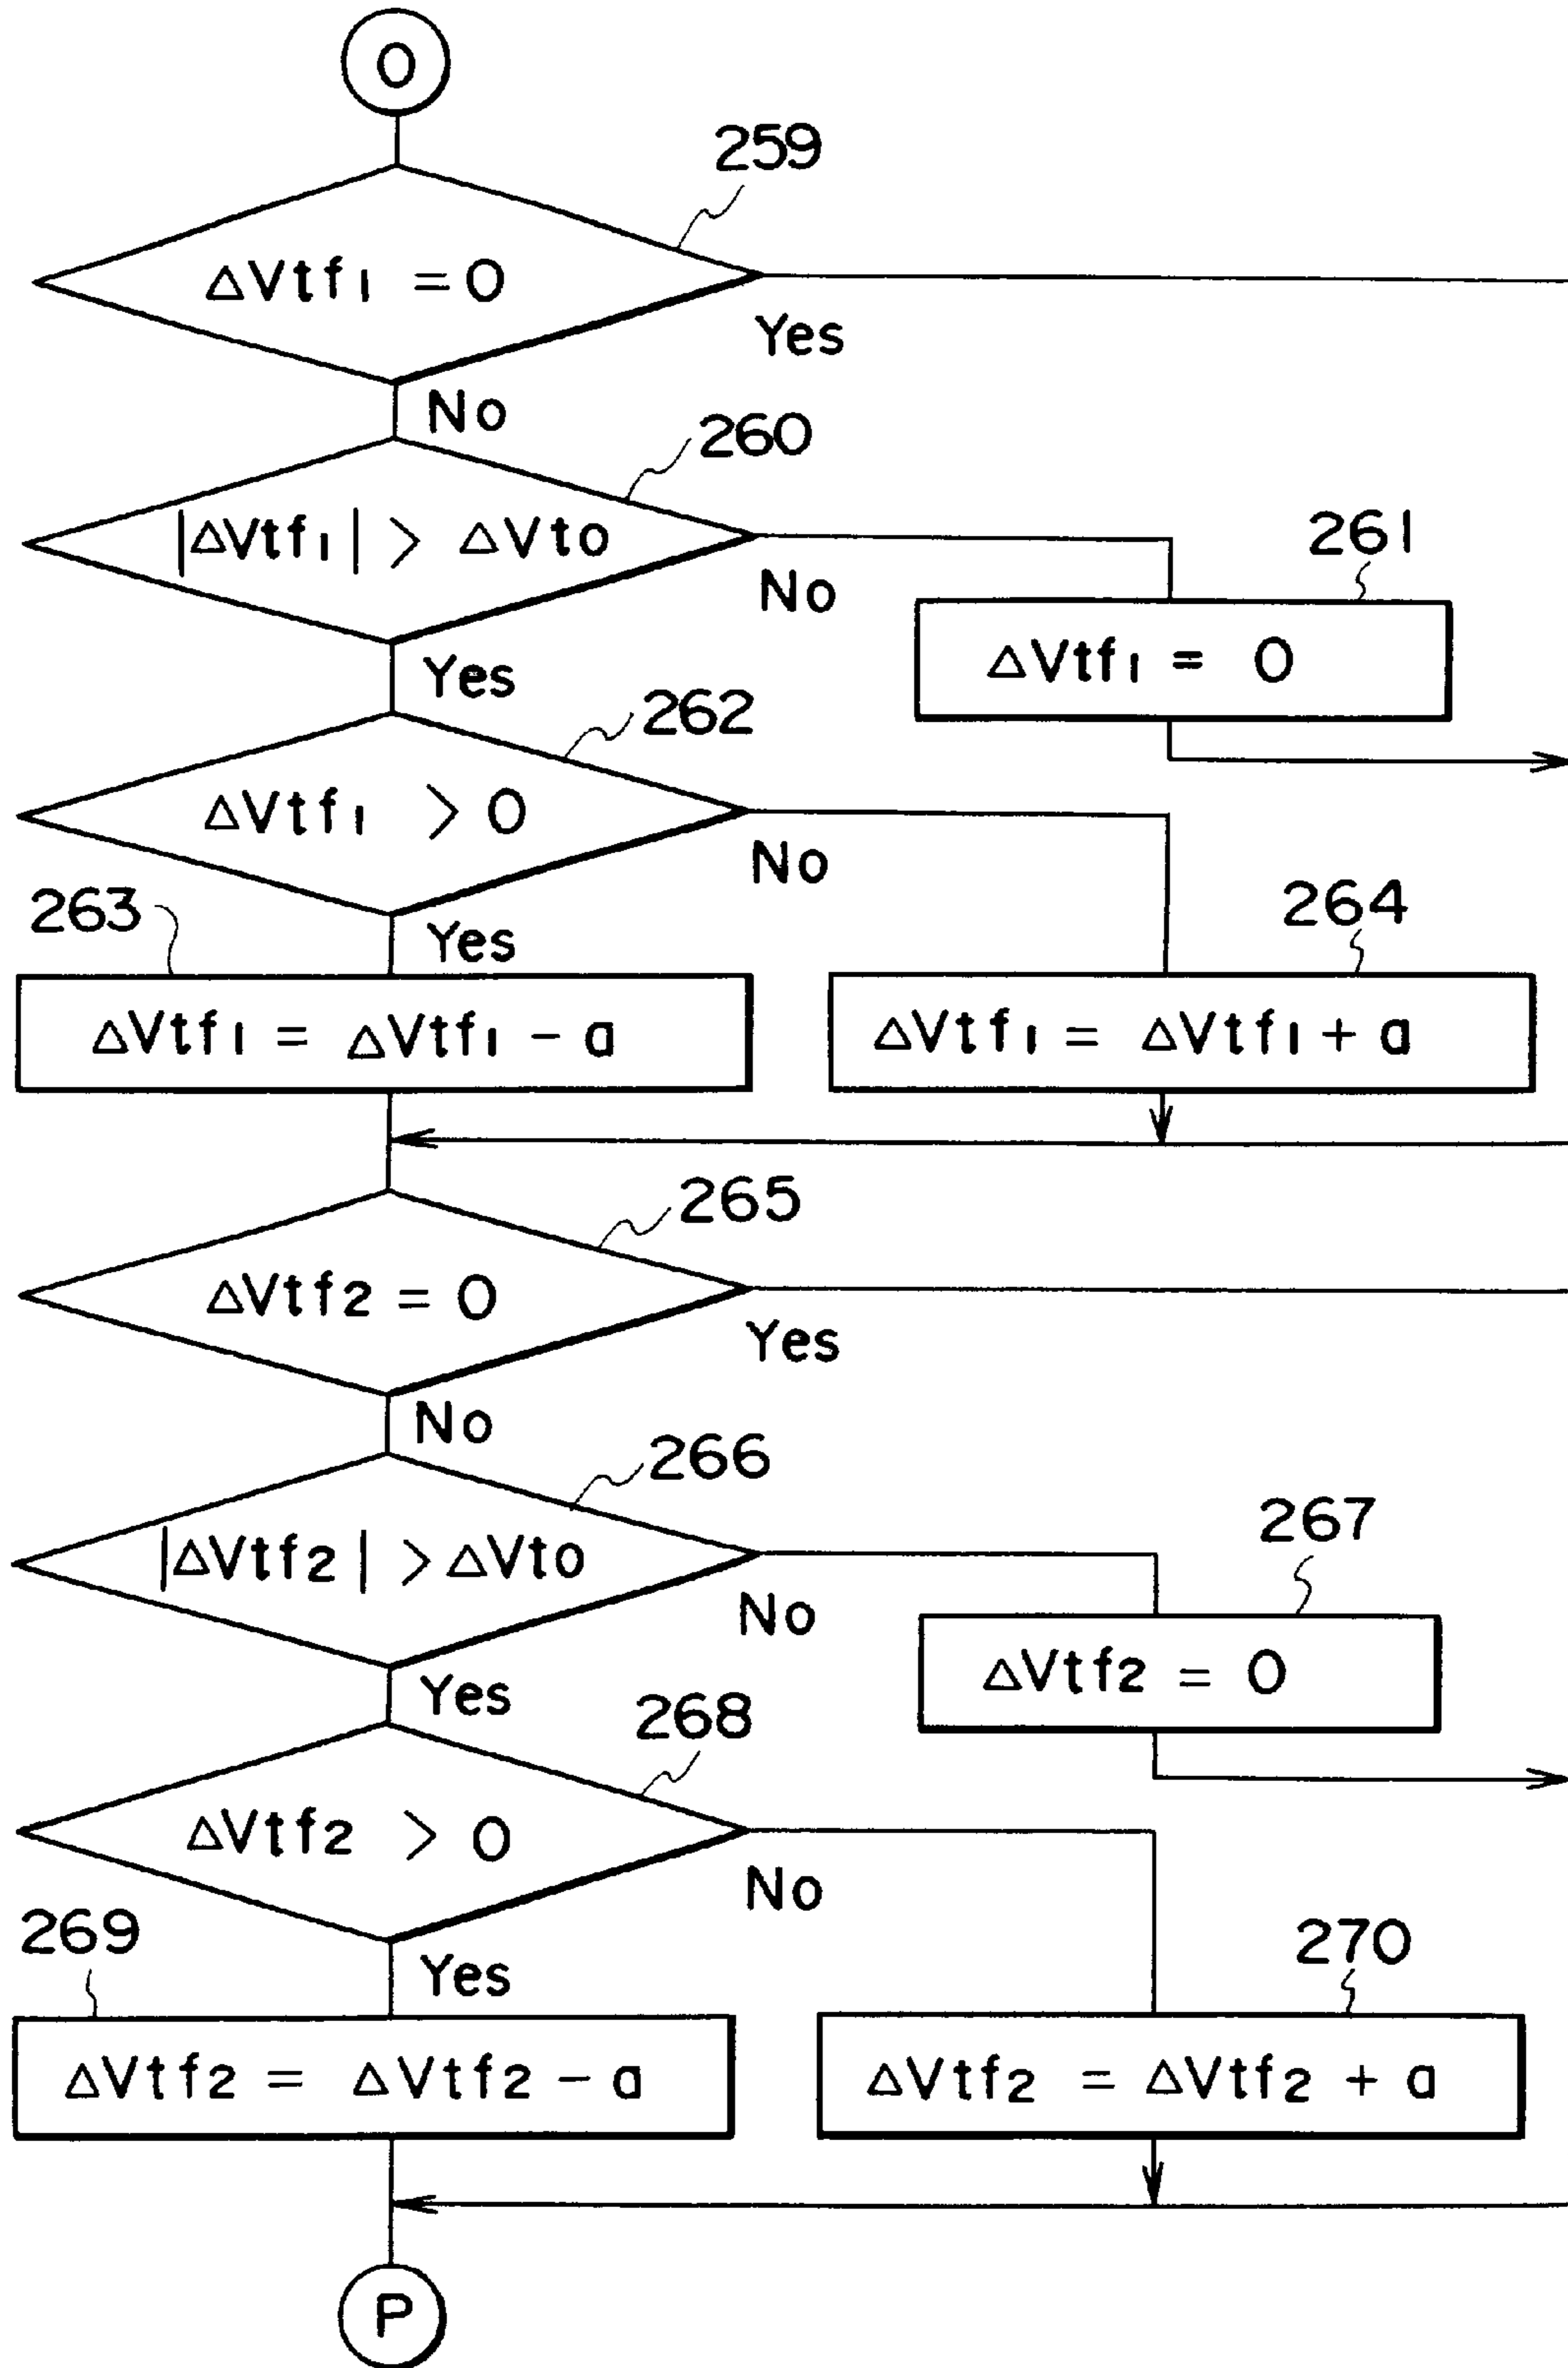 O
259
ΔVtf1 = 0
Yes
No
260
|ΔVtf1| > ΔVto
No
261
ΔVtf1 = 0
Yes
262
ΔVtf1 > 0
No
263
Yes
264
ΔVtf1 = ΔVtf1 - a
ΔVtf1 = ΔVtf1 + a
265
ΔVtf2 = 0
Yes
No
266
|ΔVtf2| > ΔVto
No
267
ΔVtf2 = 0
Yes
268
ΔVtf2 > 0
No
269
Yes
270
ΔVtf2 = ΔVtf2 - a
ΔVtf2 = ΔVtf2 + a
P